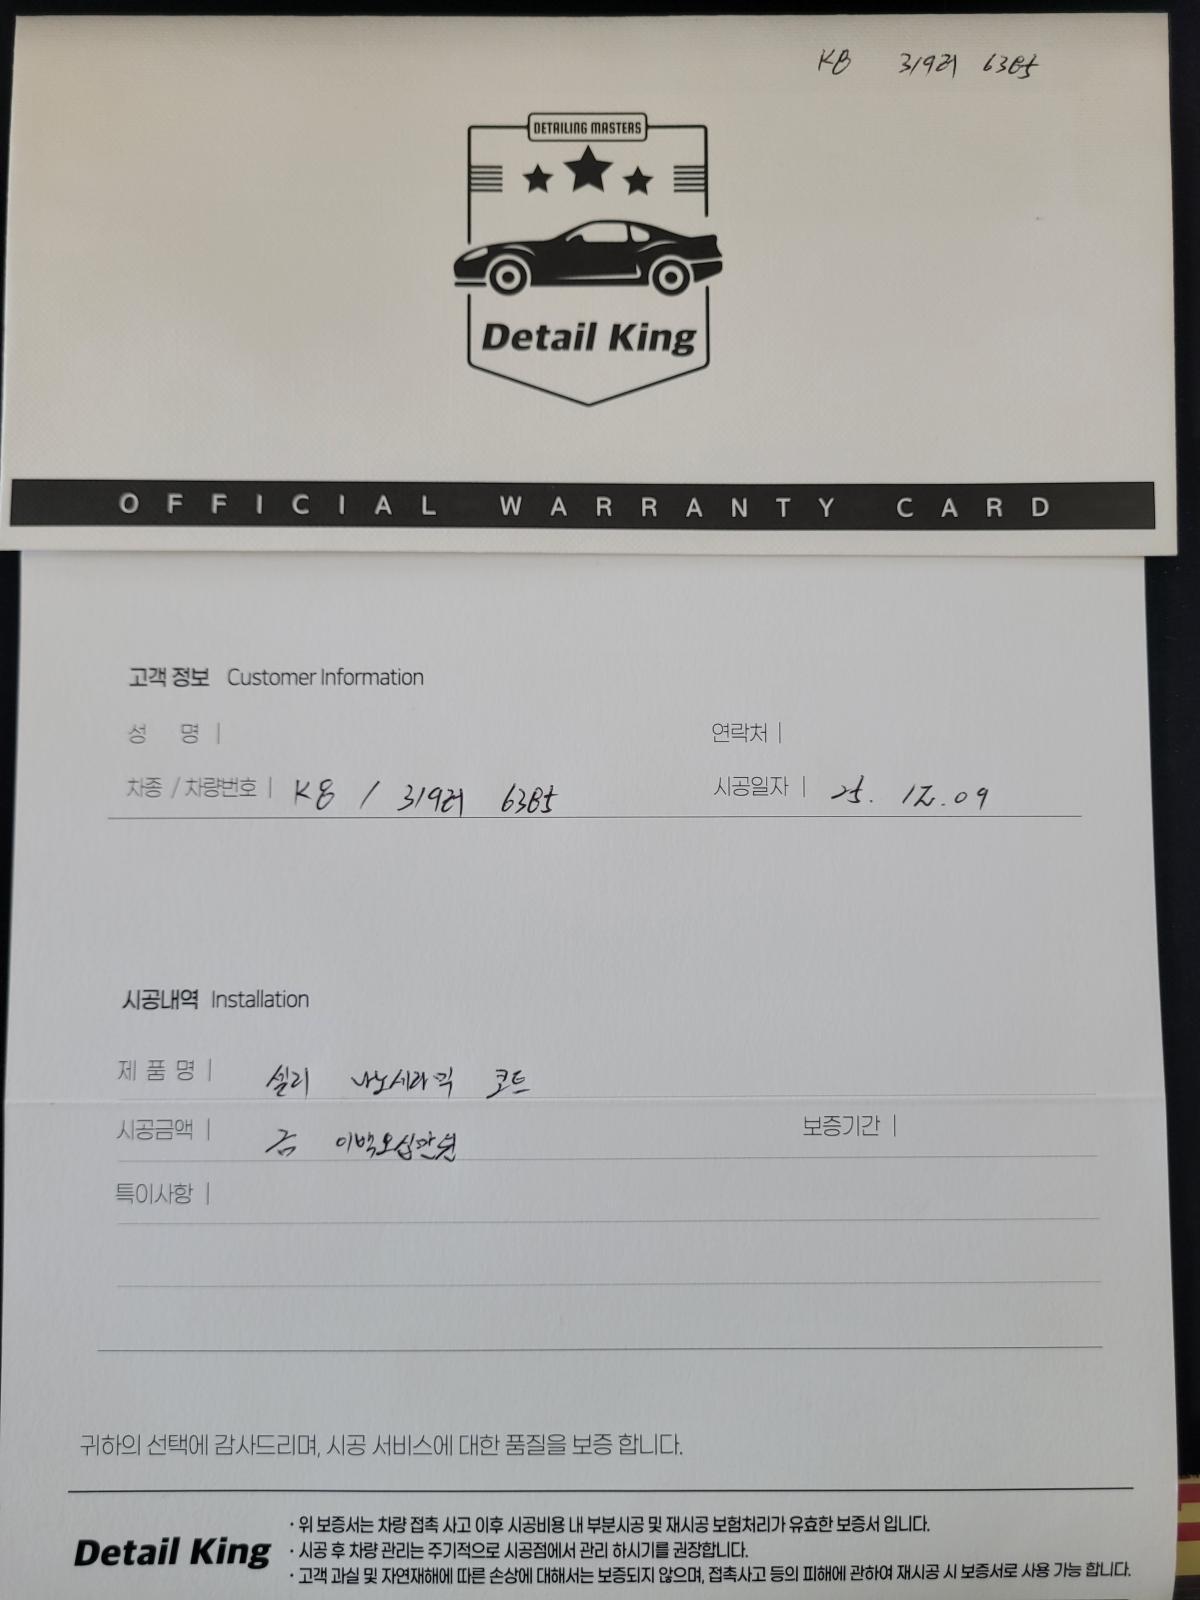 K8 319러 6385
DETAILING MASTERS
Detail King
OFFICIAL WARRANTY CARD
고객 정보 Customer Information
성 명 |
연락처 |
차종 / 차량번호 | K8 / 319러 6385
시공일자 | 25. 12. 09
시공내역 Installation
제 품 명 | 실리 나노세라믹 코트
시공금액 | 금 이백오십만원
보증기간 |
특이사항 |
귀하의 선택에 감사드리며, 시공 서비스에 대한 품질을 보증 합니다.
Detail King
· 위 보증서는 차량 접촉 사고 이후 시공비용 내 부분시공 및 재시공 보험처리가 유효한 보증서 입니다.
· 시공 후 차량 관리는 주기적으로 시공점에서 관리 하시기를 권장합니다.
· 고객 과실 및 자연재해에 따른 손상에 대해서는 보증되지 않으며, 접촉사고 등의 피해에 관하여 재시공 시 보증서로 사용 가능 합니다.